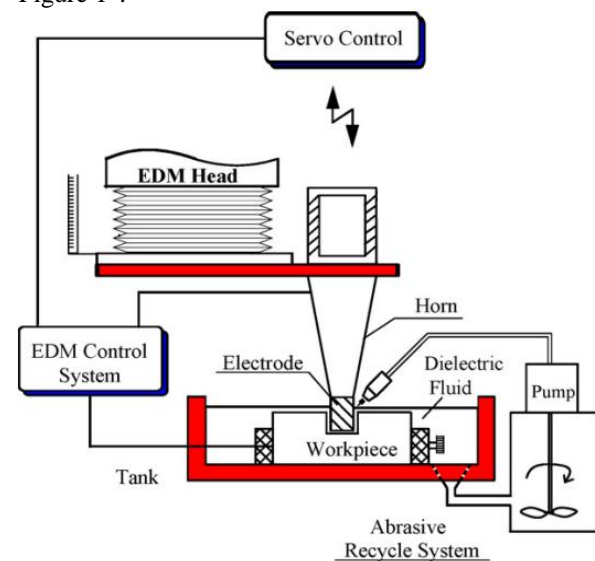 Figure 1-4.
Servo Control
EDM Head
Horn
EDM Control
System
Electrode
Dielectric
Fluid
Pump
Workpiece
Tank
Abrasive
Recycle System